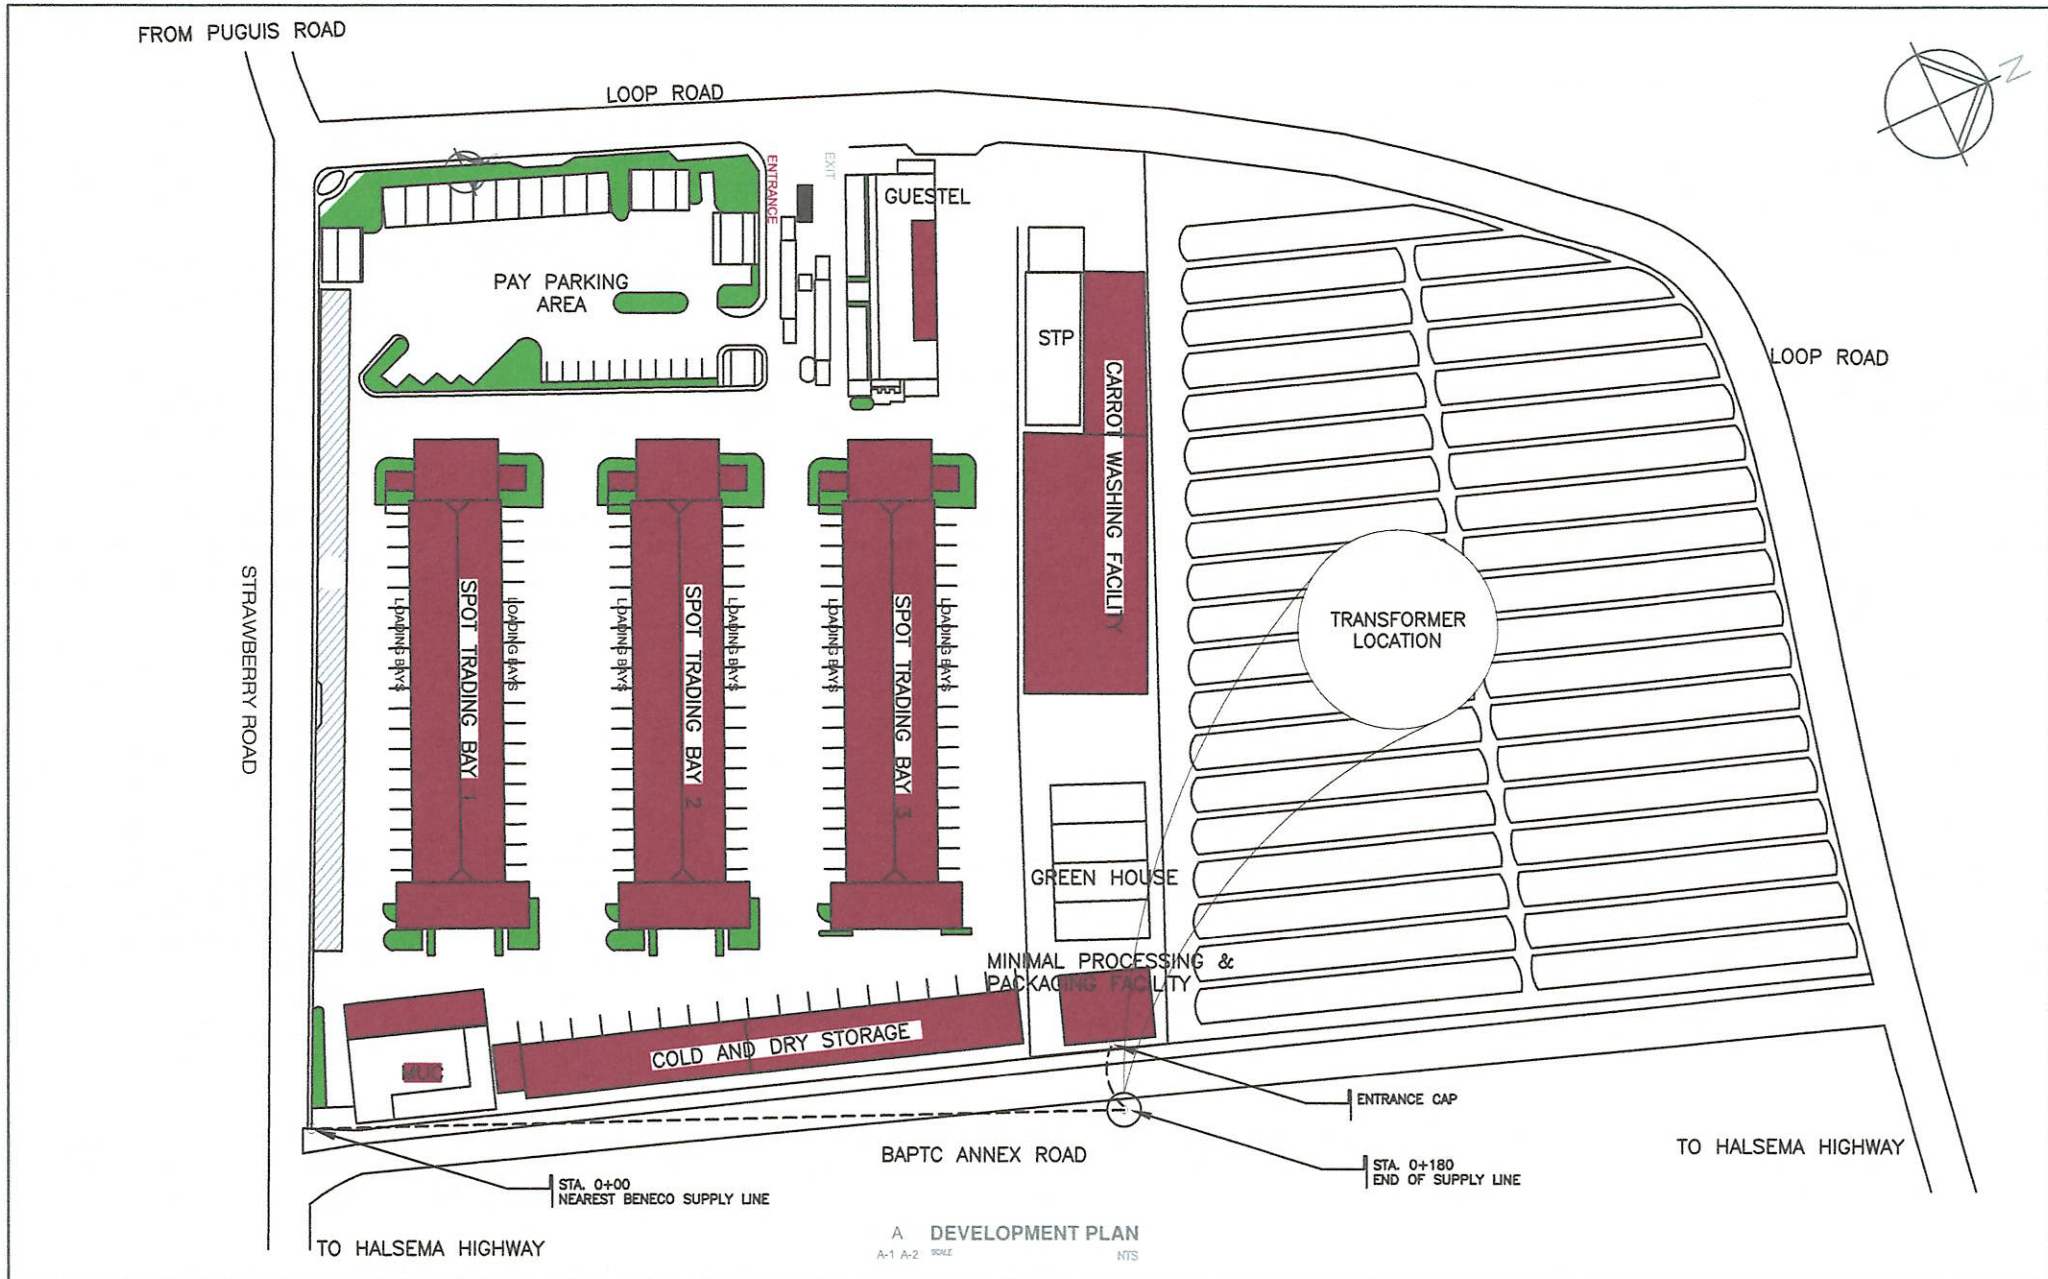 FROM PUGUIS ROAD
LOOP ROAD
N
ENTRANCE
EXIT
GUESTEL
PAY PARKING
AREA
STP
LOOP ROAD
CARROT WASHING FACILITY
STRAWBERRY ROAD
LOADING BAYS
SPOT TRADING BAY 1
LOADING BAYS
LOADING BAYS
SPOT TRADING BAY 2
LOADING BAYS
LOADING BAYS
SPOT TRADING BAY 3
LOADING BAYS
TRANSFORMER
LOCATION
GREEN HOUSE
MINIMAL PROCESSING &
PACKAGING FACILITY
COLD AND DRY STORAGE
MUC
ENTRANCE CAP
BAPTC ANNEX ROAD
TO HALSEMA HIGHWAY
STA. 0+180
END OF SUPPLY LINE
STA. 0+00
NEAREST BENECO SUPPLY LINE
TO HALSEMA HIGHWAY
A DEVELOPMENT PLAN
A-1 A-2 SCALE NTS